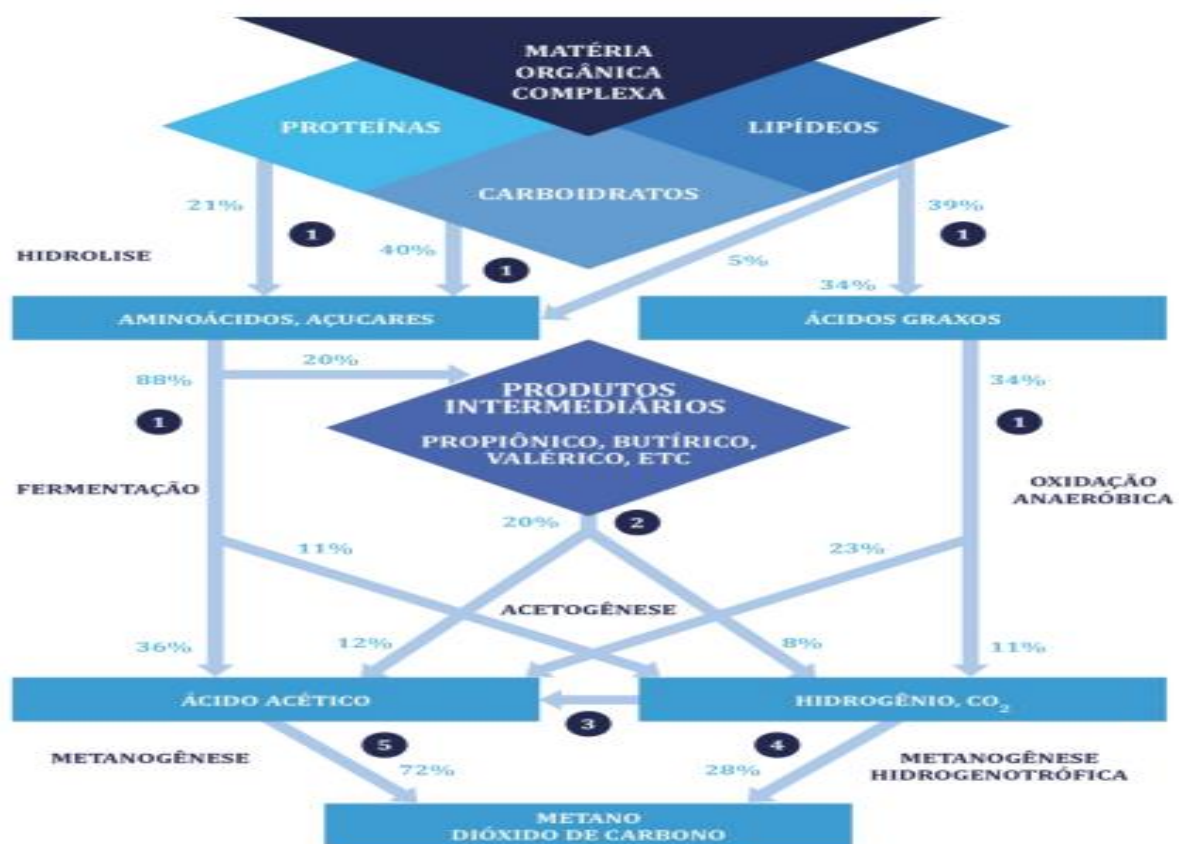 MATÉRIA
ORGÂNICA
COMPLEXA
PROTEÍNAS
LIPÍDEOS
CARBOIDRATOS
21%
1
40%
1
5%
39%
1
34%
HIDROLISE
AMINOÁCIDOS, AÇUCARES
ÁCIDOS GRAXOS
20%
88%
1
PRODUTOS
INTERMEDIÁRIOS
PROPIÔNICO, BUTÍRICO,
VALÉRICO, ETC
34%
1
FERMENTAÇÃO
OXIDAÇÃO
ANAERÓBICA
20%
2
11%
23%
ACETOGÊNESE
36%
12%
8%
11%
ÁCIDO ACÉTICO
HIDROGÊNIO, CO₂
3
METANOGÊNESE
5
72%
4
28%
METANOGÊNESE
HIDROGENOTRÓFICA
METANO
DIÓXIDO DE CARBONO